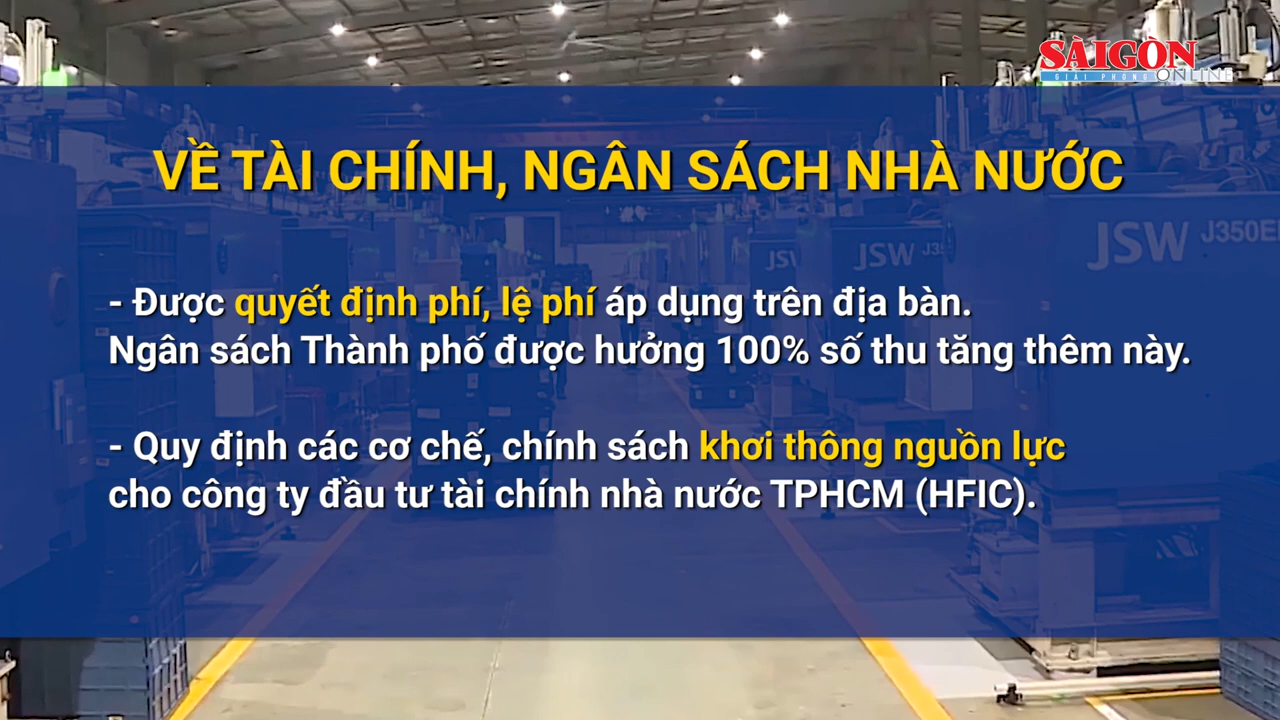 SÀIGÒN
GIẢI PHÓNG ONLINE
VỀ TÀI CHÍNH, NGÂN SÁCH NHÀ NƯỚC
JSW J350E
JSW J35
JSW
- Được quyết định phí, lệ phí áp dụng trên địa bàn.
Ngân sách Thành phố được hưởng 100% số thu tăng thêm này.
- Quy định các cơ chế, chính sách khơi thông nguồn lực
cho công ty đầu tư tài chính nhà nước TPHCM (HFIC).